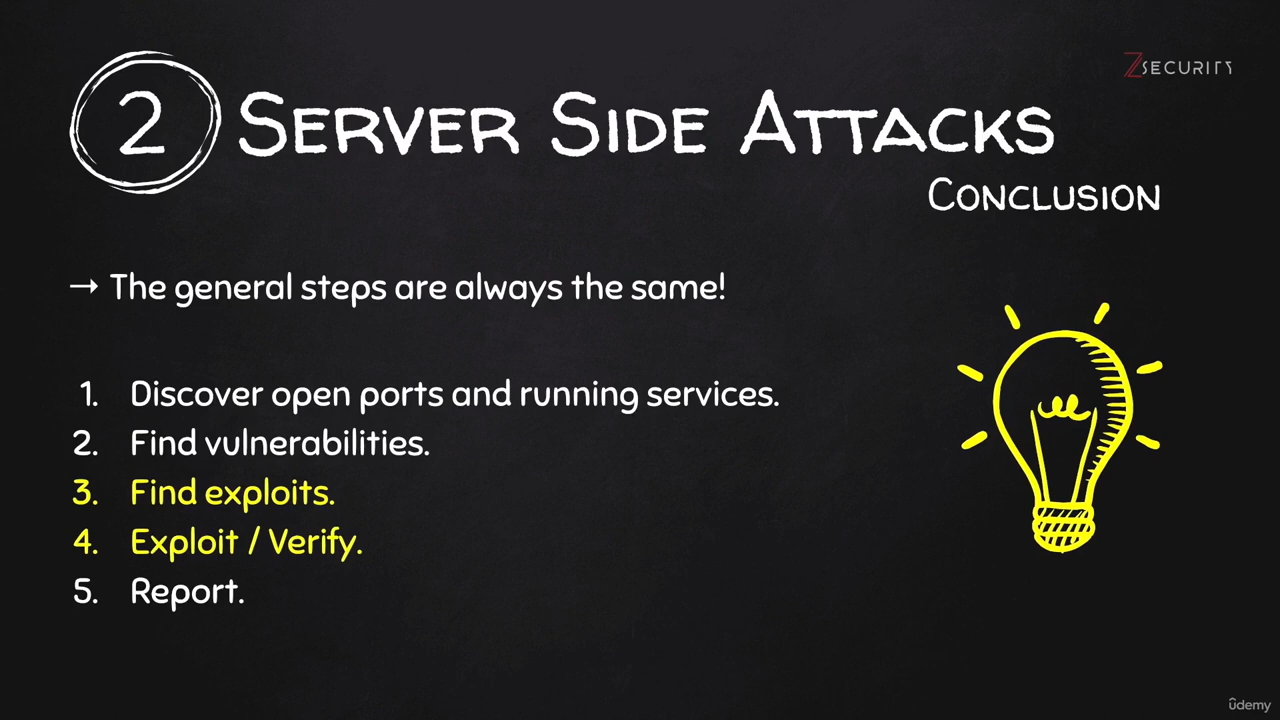 ZSECURITY
2 Server Side Attacks
Conclusion
→ The general steps are always the same!
1. Discover open ports and running services.
2. Find vulnerabilities.
3. Find exploits.
4. Exploit / Verify.
5. Report.
ûdemy